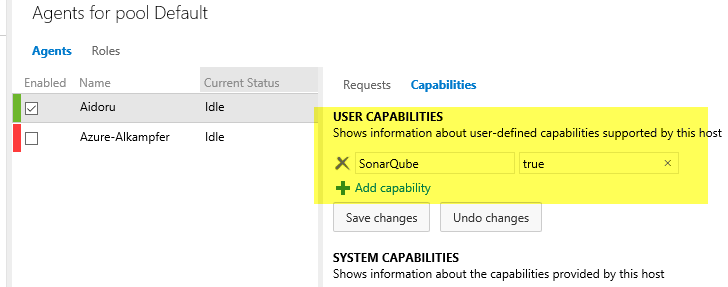 Agents for pool Default
Agents Roles
Enabled Name Current Status
Aidoru Idle
Azure-Alkampfer Idle
Requests Capabilities
USER CAPABILITIES
Shows information about user-defined capabilities supported by this host
SonarQube true
Add capability
Save changes Undo changes
SYSTEM CAPABILITIES
Shows information about the capabilities provided by this host